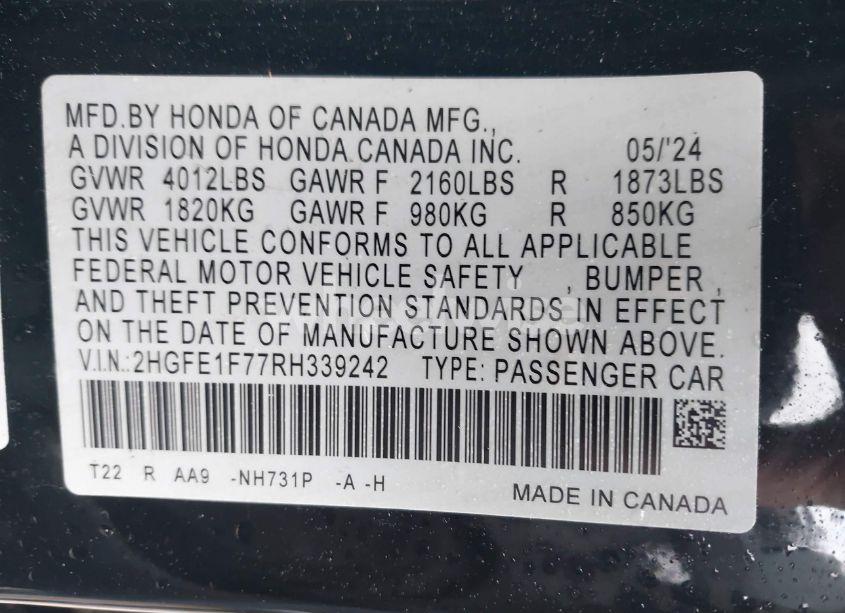 MFD.BY HONDA OF CANADA MFG.,
A DIVISION OF HONDA CANADA INC. 05/'24
GVWR 4012LBS GAWR F 2160LBS R 1873LBS
GVWR 1820KG GAWR F 980KG R 850KG
THIS VEHICLE CONFORMS TO ALL APPLICABLE
FEDERAL MOTOR VEHICLE SAFETY , BUMPER ,
AND THEFT PREVENTION STANDARDS IN EFFECT
ON THE DATE OF MANUFACTURE SHOWN ABOVE.
V.I.N.:2HGFE1F77RH339242 TYPE: PASSENGER CAR
T22 R AA9 -NH731P -A -H
MADE IN CANADA